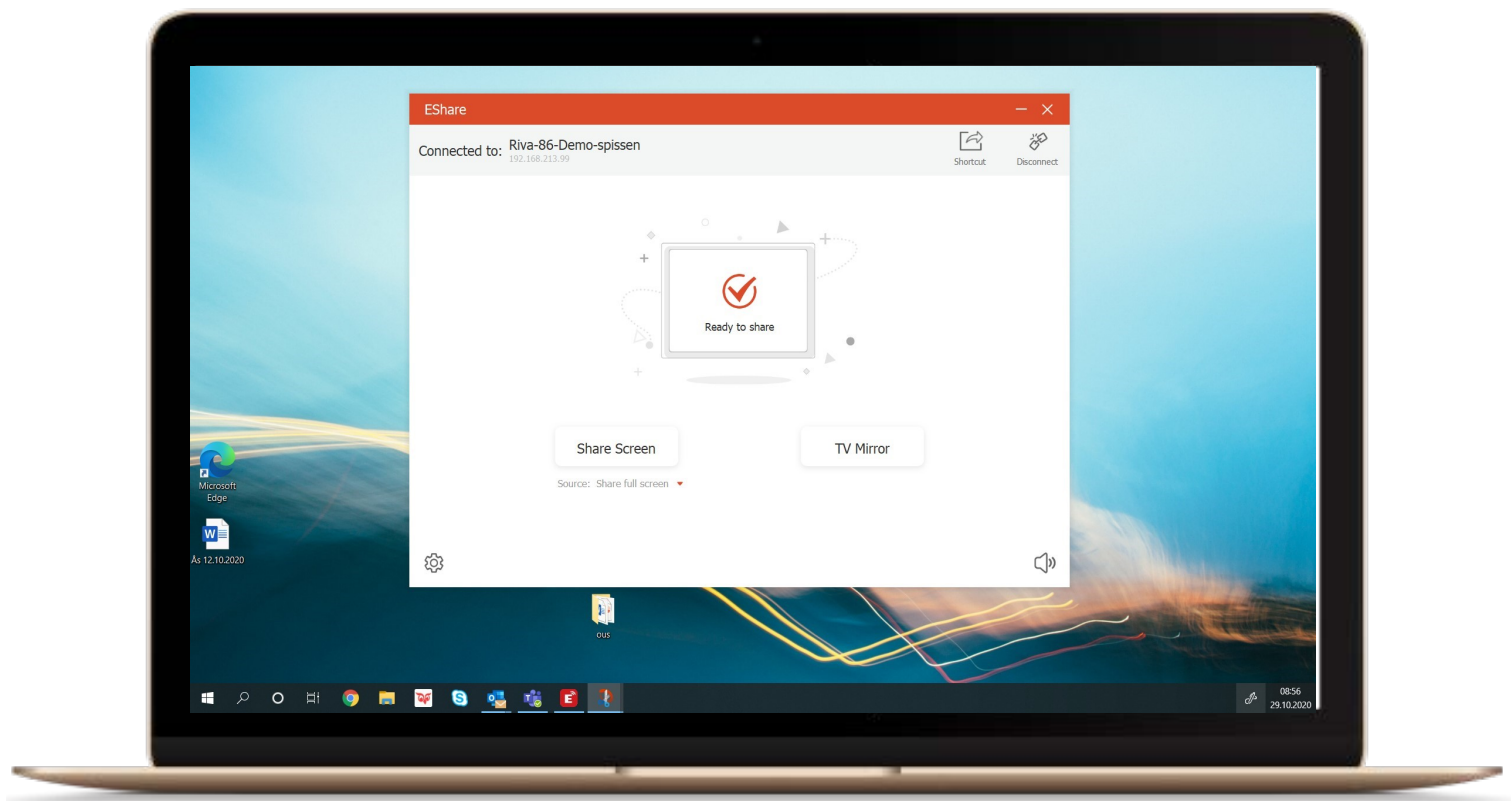 EShare
Connected to: Riva-86-Demo-spissen
192.168.213.99
Shortcut
Disconnect
Ready to share
Share Screen
TV Mirror
Source: Share full screen
Microsoft
Edge
W
Ås 12.10.2020
ous
S
E
08:56
29.10.2020